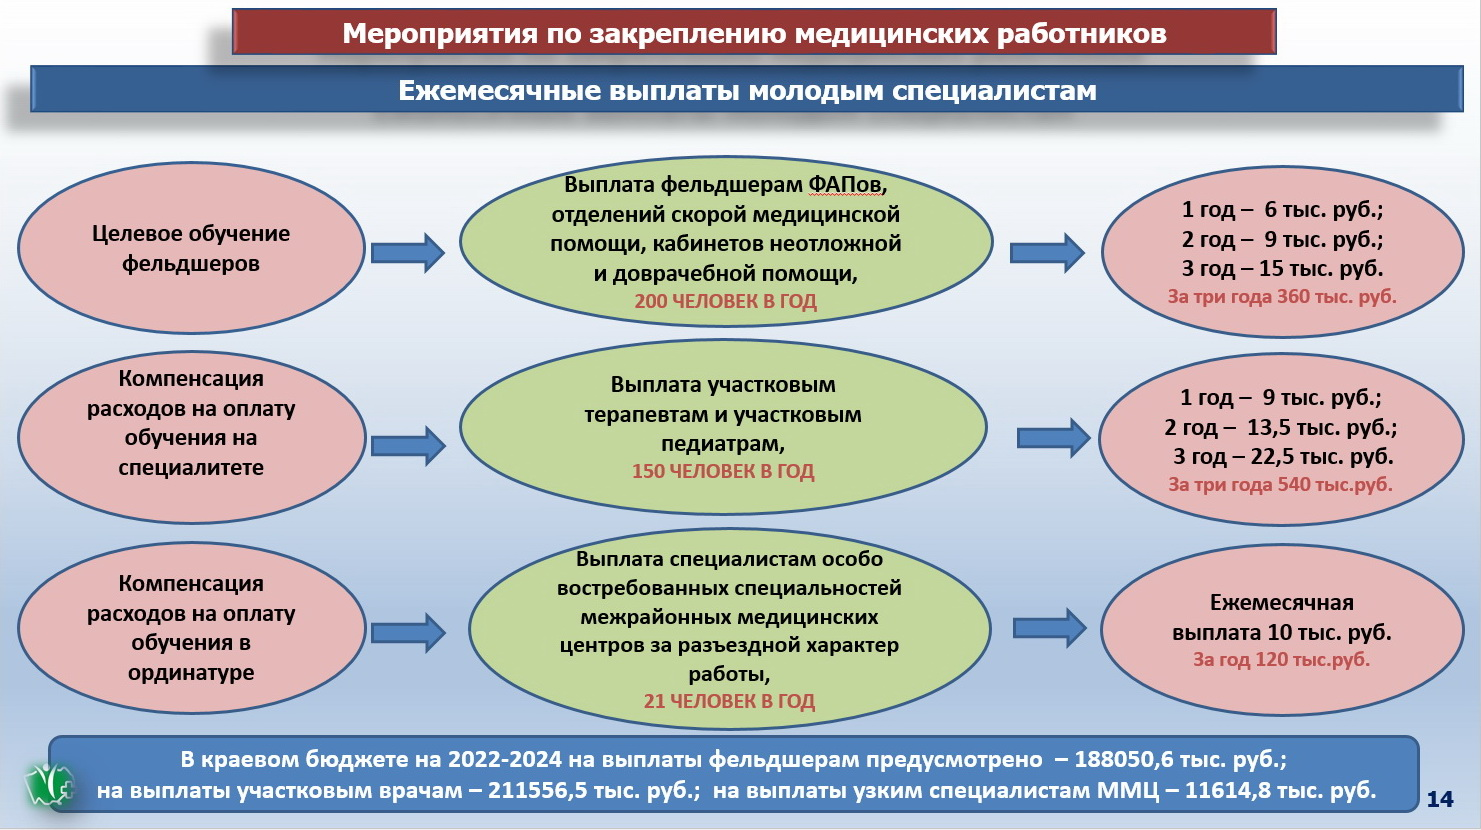 Мероприятия по закреплению медицинских работников
Ежемесячные выплаты молодым специалистам
Целевое обучение
фельдшеров
Выплата фельдшерам ФАПов,
отделений скорой медицинской
помощи, кабинетов неотложной
и доврачебной помощи,
200 ЧЕЛОВЕК В ГОД
1 год – 6 тыс. руб.;
2 год – 9 тыс. руб.;
3 год – 15 тыс. руб.
За три года 360 тыс. руб.
Компенсация
расходов на оплату
обучения на
специалитете
Выплата участковым
терапевтам и участковым
педиатрам,
150 ЧЕЛОВЕК В ГОД
1 год – 9 тыс. руб.;
2 год – 13,5 тыс. руб.;
3 год – 22,5 тыс. руб.
За три года 540 тыс.руб.
Компенсация
расходов на оплату
обучения в
ординатуре
Выплата специалистам особо
востребованных специальностей
межрайонных медицинских
центров за разъездной характер
работы,
21 ЧЕЛОВЕК В ГОД
Ежемесячная
выплата 10 тыс. руб.
За год 120 тыс.руб.
В краевом бюджете на 2022-2024 на выплаты фельдшерам предусмотрено – 188050,6 тыс. руб.;
на выплаты участковым врачам – 211556,5 тыс. руб.; на выплаты узким специалистам ММЦ – 11614,8 тыс. руб.
14